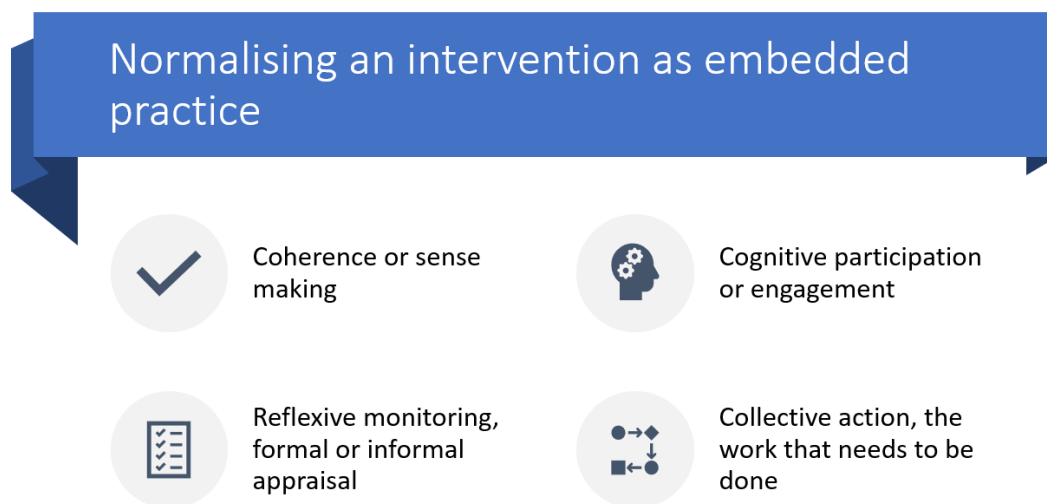 Normalising an intervention as embedded
practice
Coherence or sense
making
Cognitive participation
or engagement
Reflexive monitoring,
formal or informal
appraisal
Collective action, the
work that needs to be
done